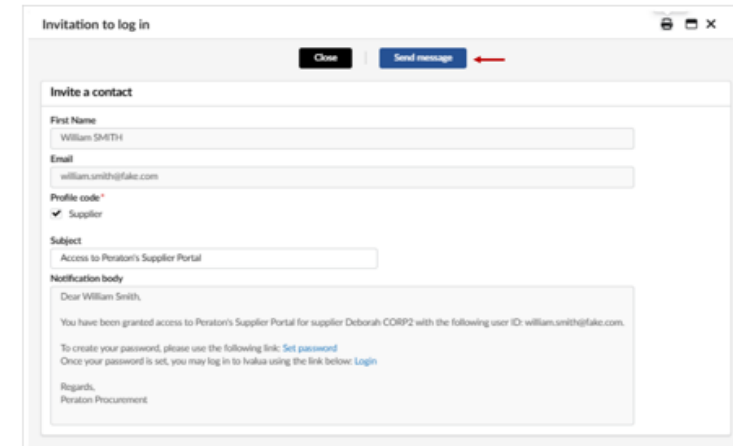 Invitation to log in
Close
Send message
Invite a contact
First Name
William SMITH
Email
william.smith@fake.com
Profile code*
Supplier
Subject
Access to Peraton's Supplier Portal
Notification body
Dear William Smith,
You have been granted access to Peraton's Supplier Portal for supplier Deborah CORP2 with the following user ID: william.smith@fake.com.
To create your password, please use the following link: Set password
Once your password is set, you may log in to Ivalua using the link below: Login
Regards,
Peraton Procurement